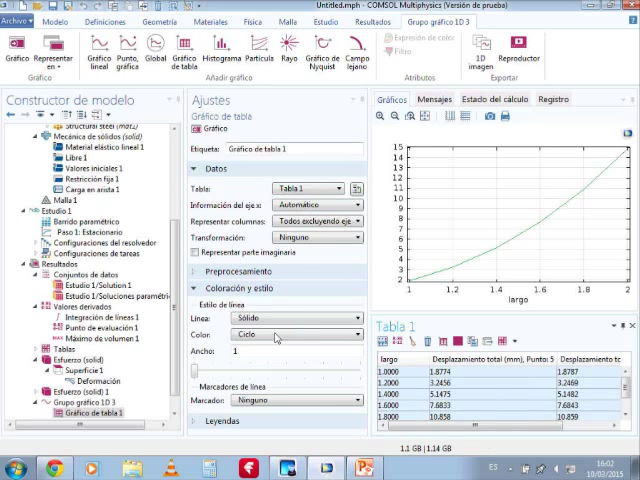 Untitled.mph - COMSOL Multiphysics (Versión de prueba)
Archivo
Modelo
Definiciones
Geometría
Materiales
Física
Malla
Estudio
Resultados
Grupo gráfico 1D 3
Gráfico
Representar en
Gráfico lineal
Punto, gráfica
Global
Gráfico de tabla
Histograma
Partícula
Rayo
Gráfico de Nyquist
Campo lejano
Expresión de color
Filtro
1D imagen
Reproductor
Gráfico
Añadir gráfico
Atributos
Exportar
Constructor de modelo
Structural steel (mat1)
Mecánica de sólidos (solid)
Material elástico lineal 1
Libre 1
Valores iniciales 1
Restricción fija 1
Carga en arista 1
Malla 1
Estudio 1
Barrido paramétrico
Paso 1: Estacionario
Configuraciones del resolvedor
Configuraciones de tareas
Resultados
Conjuntos de datos
Estudio 1/Solution 1
Estudio 1/Soluciones paramétri
Valores derivados
Integración de líneas 1
Punto de evaluación 1
Máximo de volumen 1
Tablas
Esfuerzo (solid)
Superficie 1
Deformación
Esfuerzo (solid) 1
Grupo gráfico 1D 3
Gráfico de tabla 1
Ajustes
Gráfico de tabla
Gráfico
Etiqueta: Gráfico de tabla 1
Datos
Tabla: Tabla 1
Información del eje x: Automático
Representar columnas: Todos excluyendo eje
Transformación: Ninguno
Representar parte imaginaria
Preprocesamiento
Coloración y estilo
Estilo de línea
Línea: Sólido
Color: Ciclo
Ancho: 1
Marcadores de línea
Marcador: Ninguno
Leyendas
Gráficos
Mensajes
Estado del cálculo
Registro
15
14
13
12
11
10
9
8
7
6
5
4
3
2
1 1.2 1.4 1.6 1.8 2
largo
Tabla 1
largo Desplazamiento total (mm), Punto: 5 Desplazamiento to
1.0000 1.8774 1.8787
1.2000 3.2456 3.2469
1.4000 5.1475 5.1482
1.6000 7.6833 7.6843
1.8000 10.858 10.859
1.1 GB | 1.14 GB
ES
16:02
10/03/2015